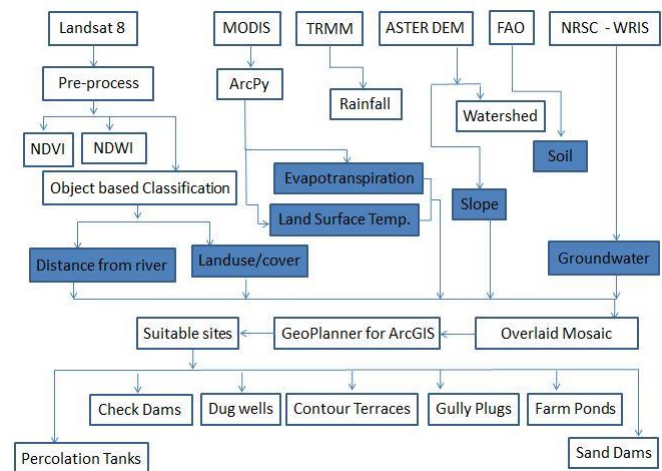 Landsat 8
MODIS
TRMM
ASTER DEM
FAO
NRSC - WRIS
Pre-process
ArcPy
Rainfall
Watershed
NDVI
NDWI
Soil
Object based Classification
Evapotranspiration
Slope
Land Surface Temp.
Distance from river
Landuse/cover
Groundwater
Suitable sites
GeoPlanner for ArcGIS
Overlaid Mosaic
Check Dams
Dug wells
Contour Terraces
Gully Plugs
Farm Ponds
Percolation Tanks
Sand Dams